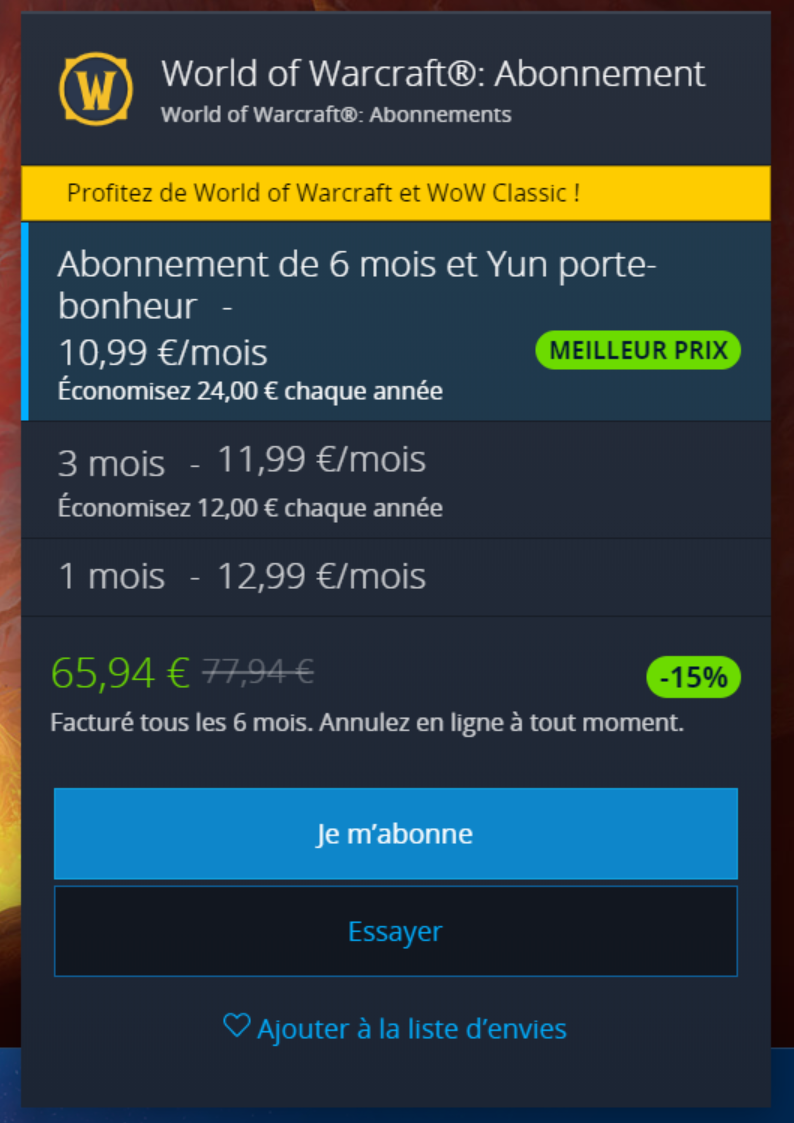 W
World of Warcraft®: Abonnement
World of Warcraft®: Abonnements
Profitez de World of Warcraft et WoW Classic !
Abonnement de 6 mois et Yun porte-
bonheur -
10,99 €/mois
MEILLEUR PRIX
Économisez 24,00 € chaque année
3 mois - 11,99 €/mois
Économisez 12,00 € chaque année
1 mois - 12,99 €/mois
65,94 € 77,94 €
-15%
Facturé tous les 6 mois. Annulez en ligne à tout moment.
Je m’abonne
Essayer
Ajouter à la liste d’envies